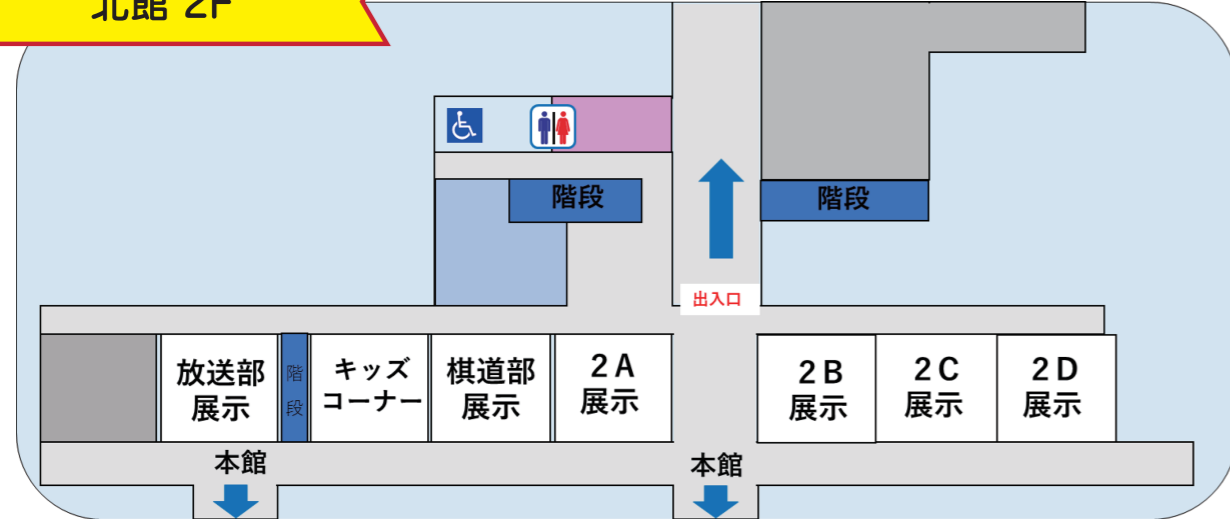 北館 2F
階段
階段
出入口
放送部
展示
階
段
キッズ
コーナー
棋道部
展示
2A
展示
2B
展示
2C
展示
2D
展示
本館
本館